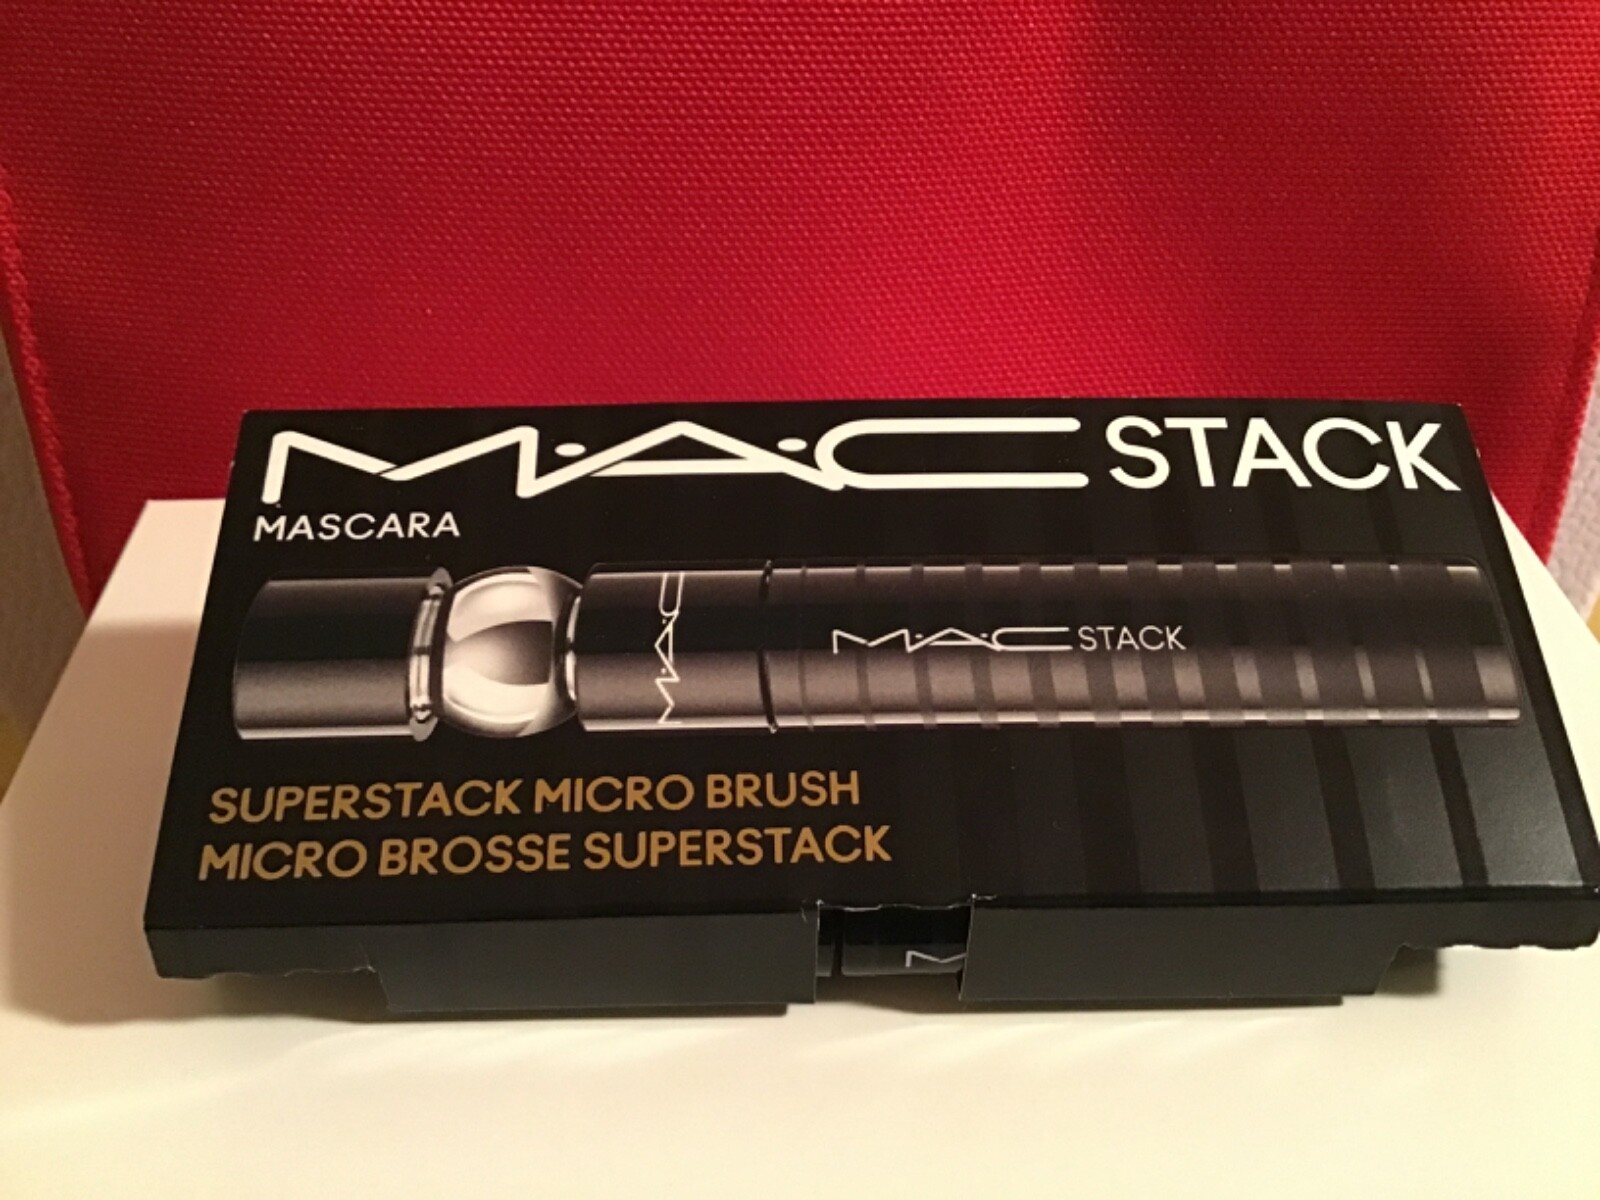 M·A·C STACK
MASCARA
M·A·C
M·A·C STACK
SUPERSTACK MICRO BRUSH
MICRO BROSSE SUPERSTACK
M